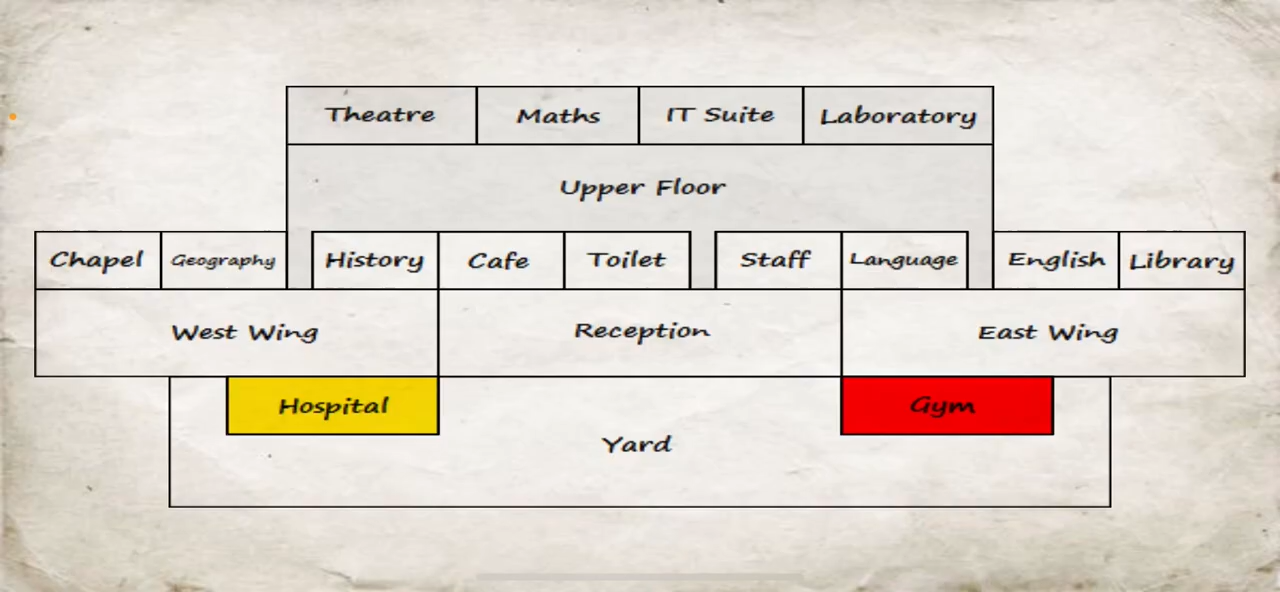 Theatre
Maths
IT Suite
Laboratory
Upper Floor
Chapel
Geography
History
Cafe
Toilet
Staff
Language
English
Library
West Wing
Reception
East Wing
Hospital
Gym
Yard